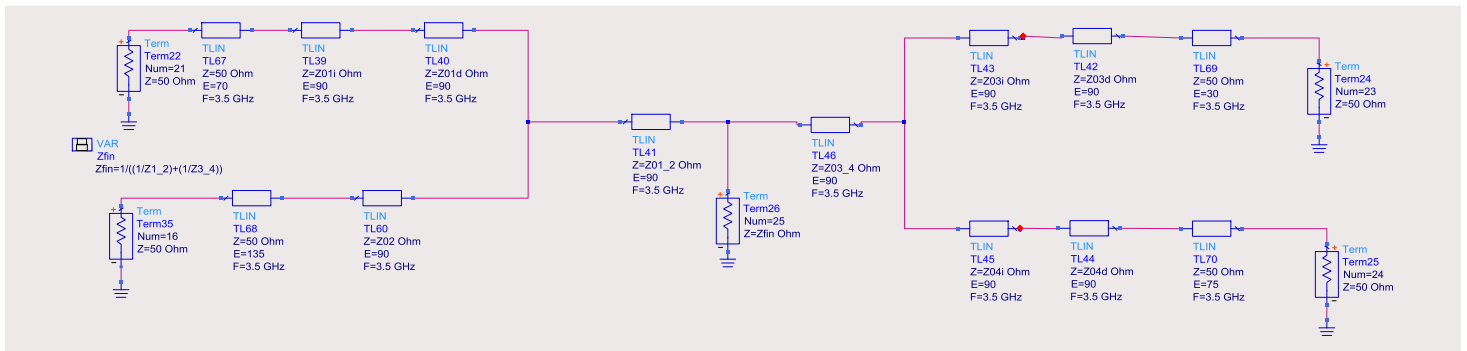 Term
Term22
Num=21
Z=50 Ohm
TLIN
TL67
Z=50 Ohm
E=70
F=3.5 GHz
TLIN
TL39
Z=Z01i Ohm
E=90
F=3.5 GHz
TLIN
TL40
Z=Z01d Ohm
E=90
F=3.5 GHz
TLIN
TL43
Z=Z03i Ohm
E=90
F=3.5 GHz
TLIN
TL42
Z=Z03d Ohm
E=90
F=3.5 GHz
TLIN
TL69
Z=50 Ohm
E=30
F=3.5 GHz
Term
Term24
Num=23
Z=50 Ohm
VAR
Zfin
Zfin=1/((1/Z1_2)+(1/Z3_4))
TLIN
TL41
Z=Z01_2 Ohm
E=90
F=3.5 GHz
TLIN
TL46
Z=Z03_4 Ohm
E=90
F=3.5 GHz
Term
Term26
Num=25
Z=Zfin Ohm
Term
Term35
Num=16
Z=50 Ohm
TLIN
TL68
Z=50 Ohm
E=135
F=3.5 GHz
TLIN
TL60
Z=Z02 Ohm
E=90
F=3.5 GHz
TLIN
TL45
Z=Z04i Ohm
E=90
F=3.5 GHz
TLIN
TL44
Z=Z04d Ohm
E=90
F=3.5 GHz
TLIN
TL70
Z=50 Ohm
E=75
F=3.5 GHz
Term
Term25
Num=24
Z=50 Ohm